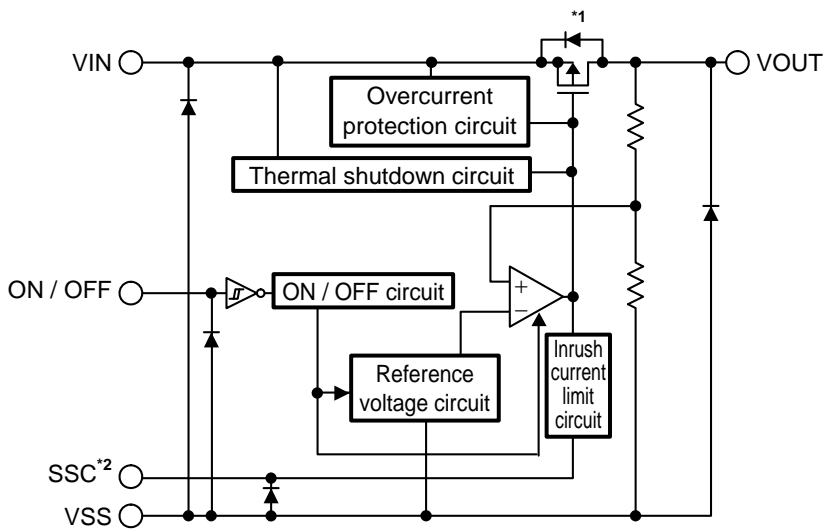 *1
VIN
VOUT
Overcurrent
protection circuit
Thermal shutdown circuit
ON / OFF
ON / OFF circuit
+
−
Reference
voltage circuit
Inrush
current
limit
circuit
SSC*2
VSS